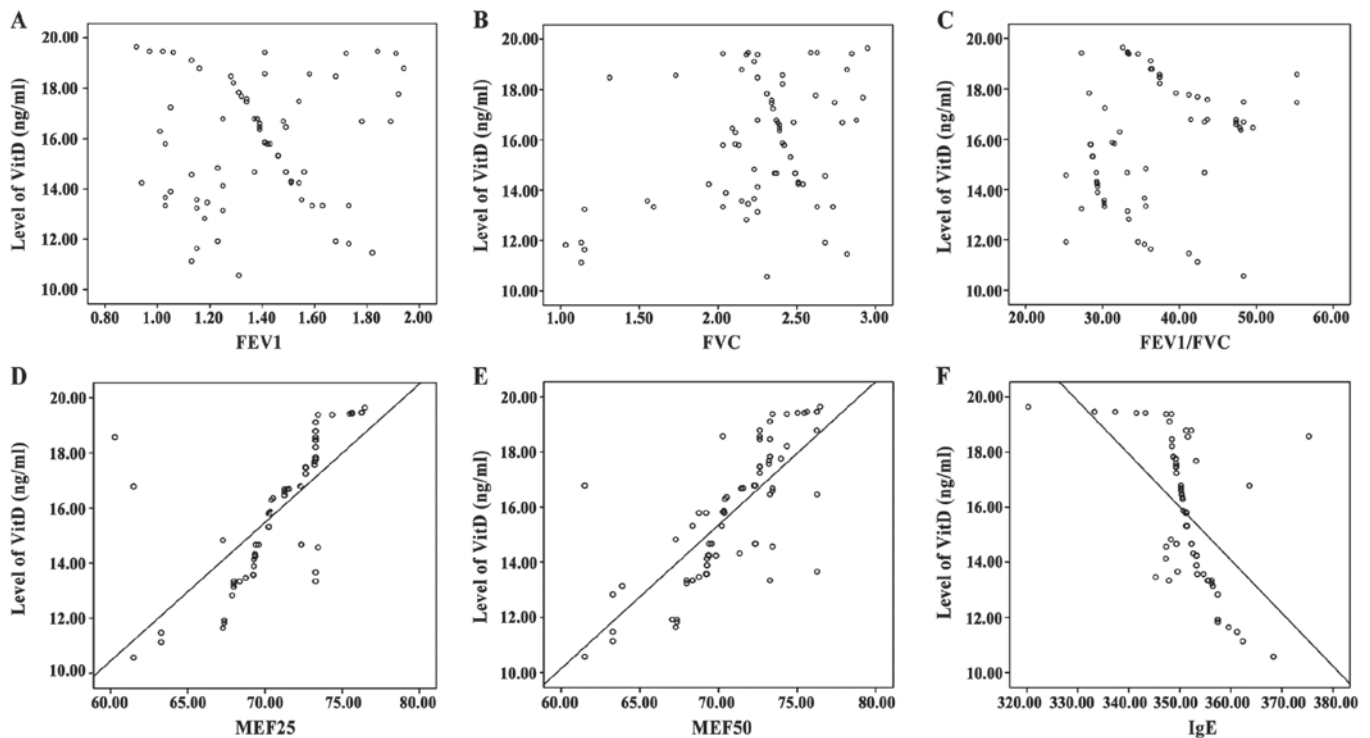 A
B
C
20.00
18.00
16.00
14.00
12.00
10.00
Level of VitD (ng/ml)
0.80 1.00 1.20 1.40 1.60 1.80 2.00
FEV1
20.00
18.00
16.00
14.00
12.00
10.00
Level of VitD (ng/ml)
1.00 1.50 2.00 2.50 3.00
FVC
20.00
18.00
16.00
14.00
12.00
10.00
Level of VitD (ng/ml)
20.00 30.00 40.00 50.00 60.00
FEV1/FVC
D
E
F
20.00
18.00
16.00
14.00
12.00
10.00
Level of VitD (ng/ml)
60.00 65.00 70.00 75.00 80.00
MEF25
20.00
18.00
16.00
14.00
12.00
10.00
Level of VitD (ng/ml)
60.00 65.00 70.00 75.00 80.00
MEF50
20.00
18.00
16.00
14.00
12.00
10.00
Level of VitD (ng/ml)
320.00 330.00 340.00 350.00 360.00 370.00 380.00
IgE